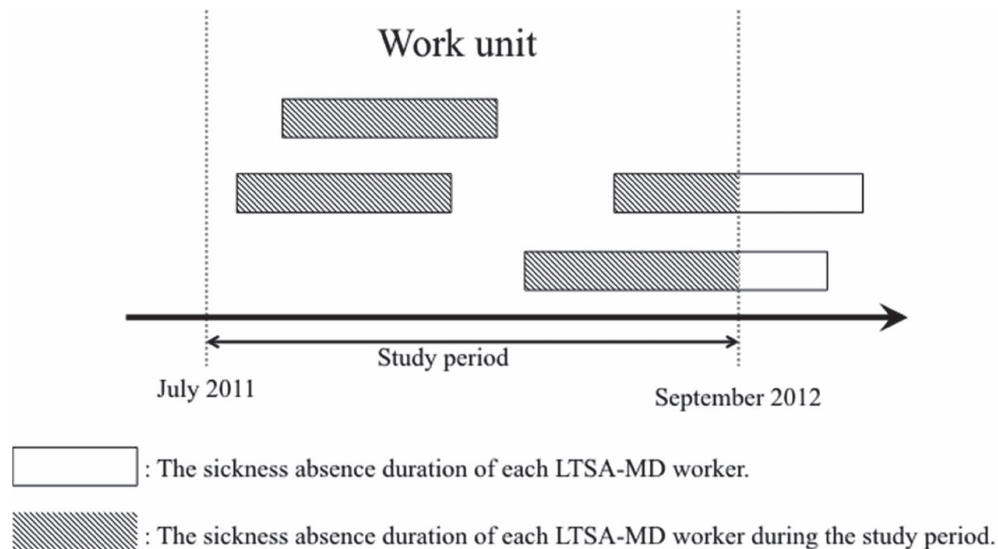 Work unit
Study period
July 2011
September 2012
: The sickness absence duration of each LTSA-MD worker.
: The sickness absence duration of each LTSA-MD worker during the study period.